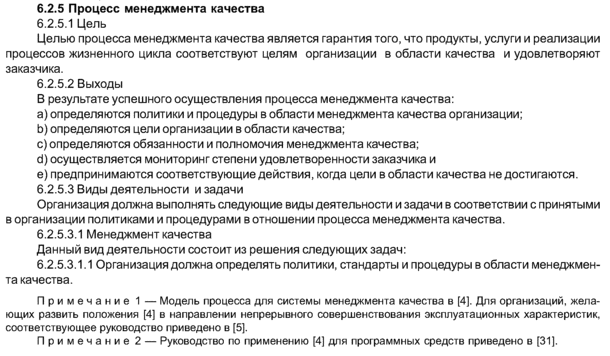 6.2.5 Процесс менеджмента качества
6.2.5.1 Цель
Целью процесса менеджмента качества является гарантия того, что продукты, услуги и реализации
процессов жизненного цикла соответствуют целям организации в области качества и удовлетворяют
заказчика.
6.2.5.2 Выходы
В результате успешного осуществления процесса менеджмента качества:
a) определяются политики и процедуры в области менеджмента качества организации;
b) определяются цели организации в области качества;
c) определяются обязанности и полномочия менеджмента качества;
d) осуществляется мониторинг степени удовлетворенности заказчика и
e) предпринимаются соответствующие действия, когда цели в области качества не достигаются.
6.2.5.3 Виды деятельности и задачи
Организация должна выполнять следующие виды деятельности и задачи в соответствии с принятыми
в организации политиками и процедурами в отношении процесса менеджмента качества.
6.2.5.3.1 Менеджмент качества
Данный вид деятельности состоит из решения следующих задач:
6.2.5.3.1.1 Организация должна определять политики, стандарты и процедуры в области менеджмен-
та качества.
Примечание 1 — Модель процесса для системы менеджмента качества в [4]. Для организаций, жела-
ющих развить положения [4] в направлении непрерывного совершенствования эксплуатационных характеристик,
соответствующее руководство приведено в [5].
Примечание 2 — Руководство по применению [4] для программных средств приведено в [31].